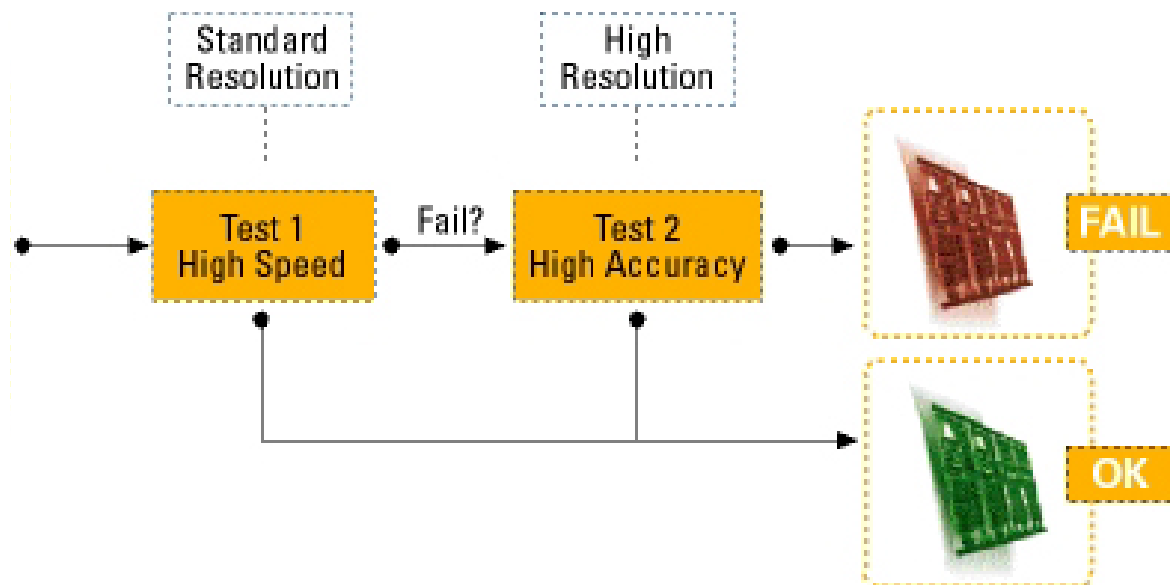 Standard
Resolution
High
Resolution
Test 1
High Speed
Fail?
Test 2
High Accuracy
FAIL
OK